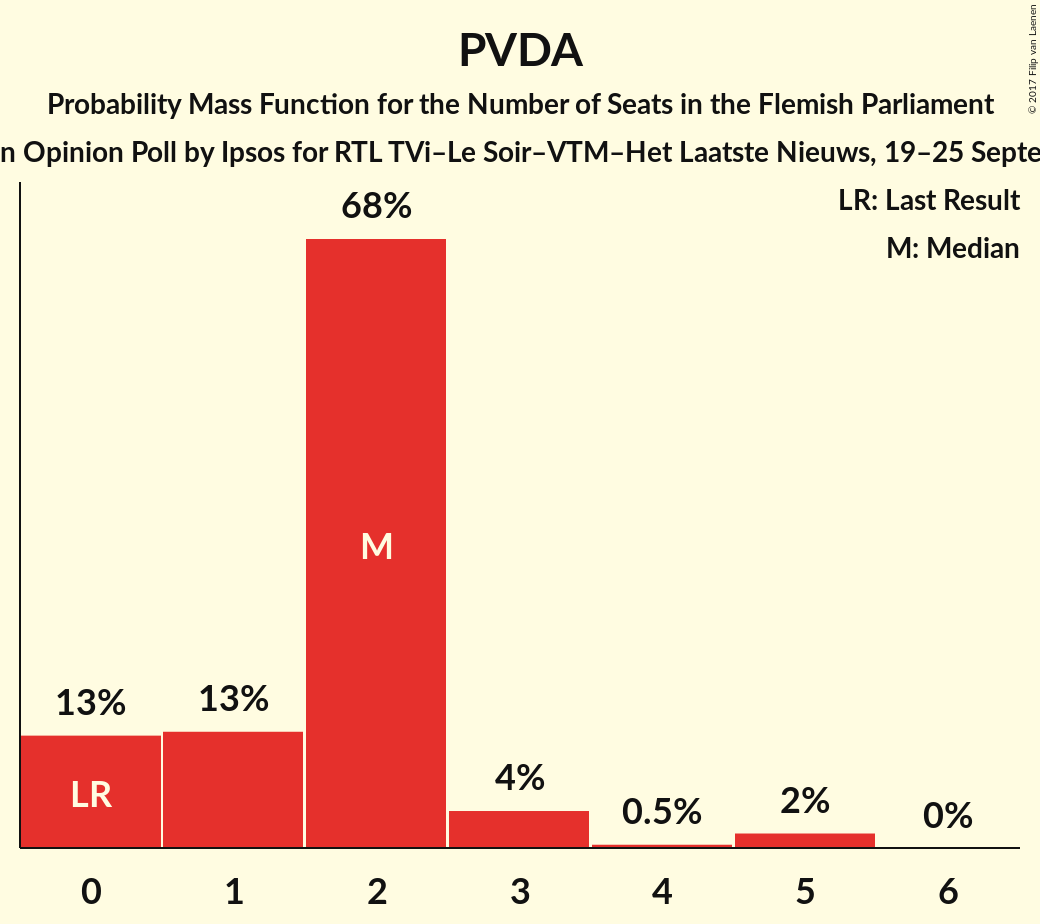 PVDA
Probability Mass Function for the Number of Seats in the Flemish Parliament
n Opinion Poll by Ipsos for RTL TVi–Le Soir–VTM–Het Laatste Nieuws, 19–25 Septe
LR: Last Result
M: Median
68%
M
13%
13%
LR
4%
0.5%
2%
0%
0 1 2 3 4 5 6
© 2017 Filip van Laenen